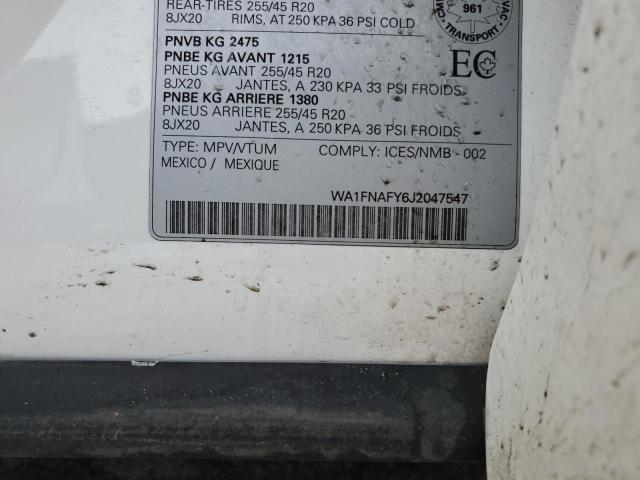 REAR-TIRES 255/45 R20
8JX20 RIMS, AT 250 KPA 36 PSI COLD
961
TRANSPORT
PNVB KG 2475
PNBE KG AVANT 1215
PNEUS AVANT 255/45 R20
8JX20 JANTES, A 230 KPA 33 PSI FROIDS
PNBE KG ARRIERE 1380
PNEUS ARRIERE 255/45 R20
8JX20 JANTES, A 250 KPA 36 PSI FROIDS
EC
TYPE: MPV/VTUM COMPLY: ICES/NMB - 002
MEXICO / MEXIQUE
WA1FNAFY6J2047547